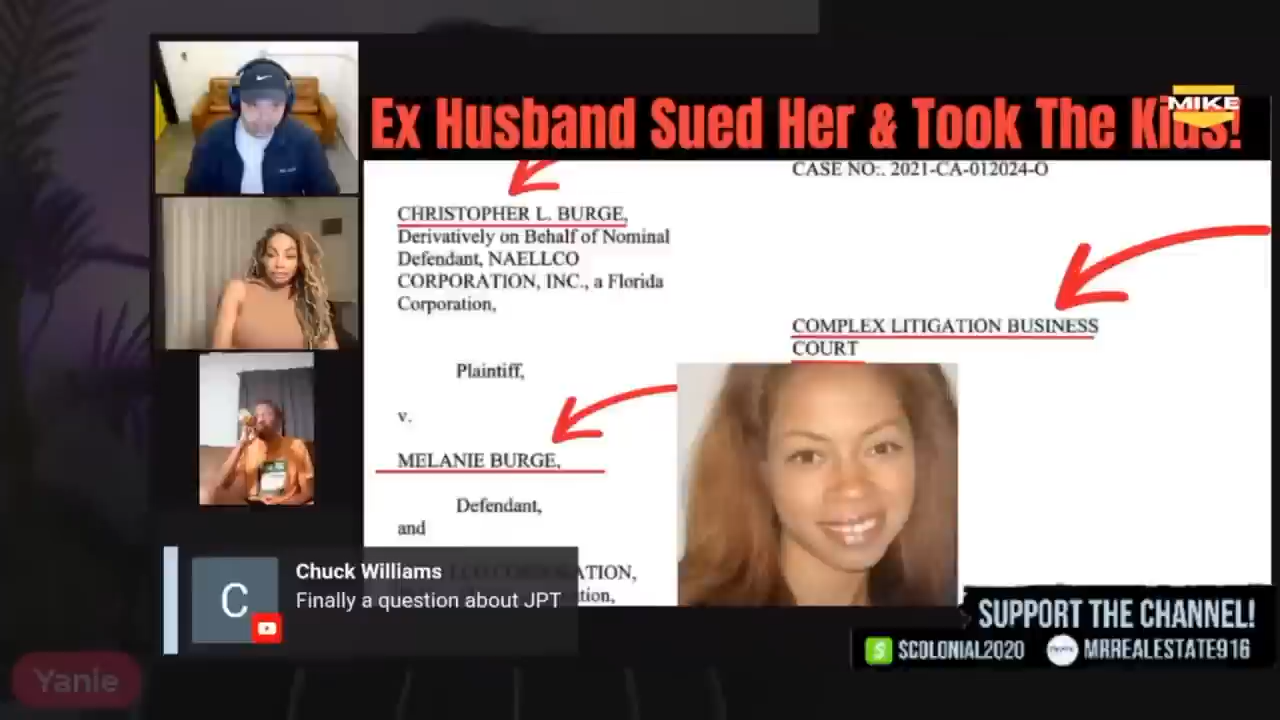 MIKE
Ex Husband Sued Her & Took The Kids!
CASE NO:. 2021-CA-012024-O
CHRISTOPHER L. BURGE,
Derivatively on Behalf of Nominal
Defendant, NAELLCO
CORPORATION, INC., a Florida
Corporation,
COMPLEX LITIGATION BUSINESS
COURT
Plaintiff,
v.
MELANIE BURGE,
Defendant,
and
C
Chuck Williams
Finally a question about JPT
SUPPORT THE CHANNEL!
$COLONIAL2020
MRREALESTATE916
Yanie